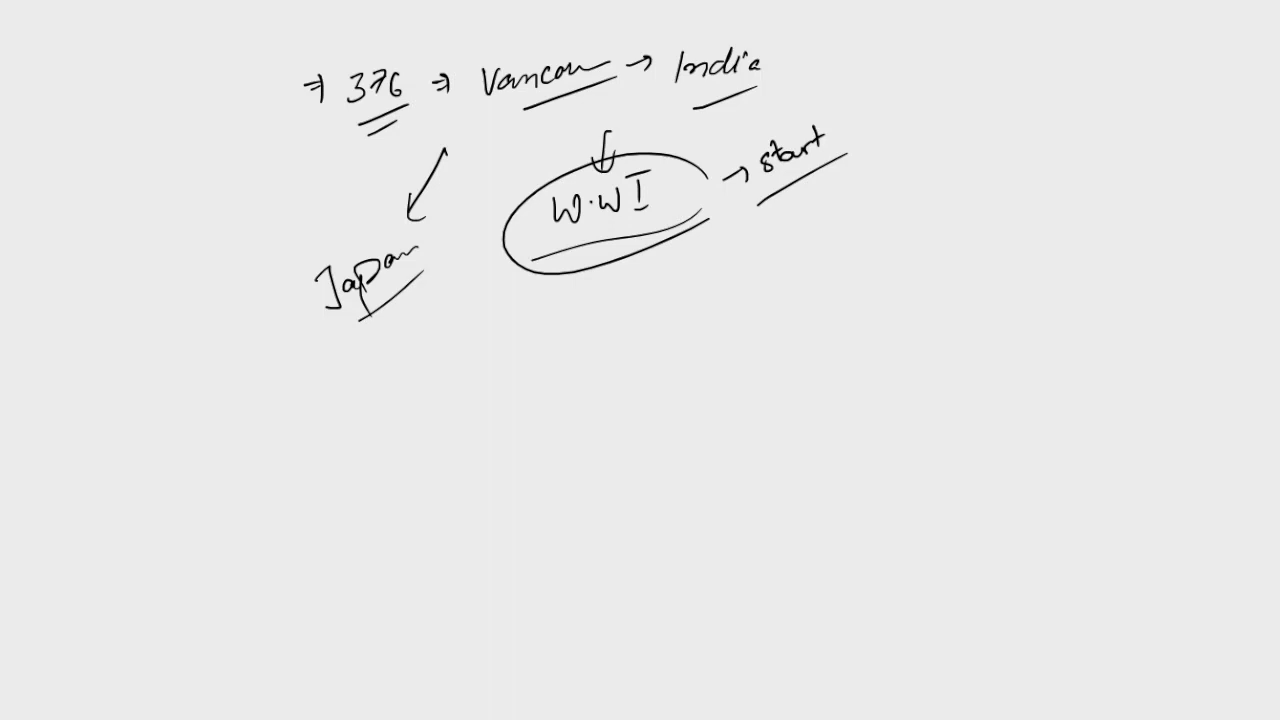 ⇒ 376 ⇒ Vancou → India
W.W I → start
Japan